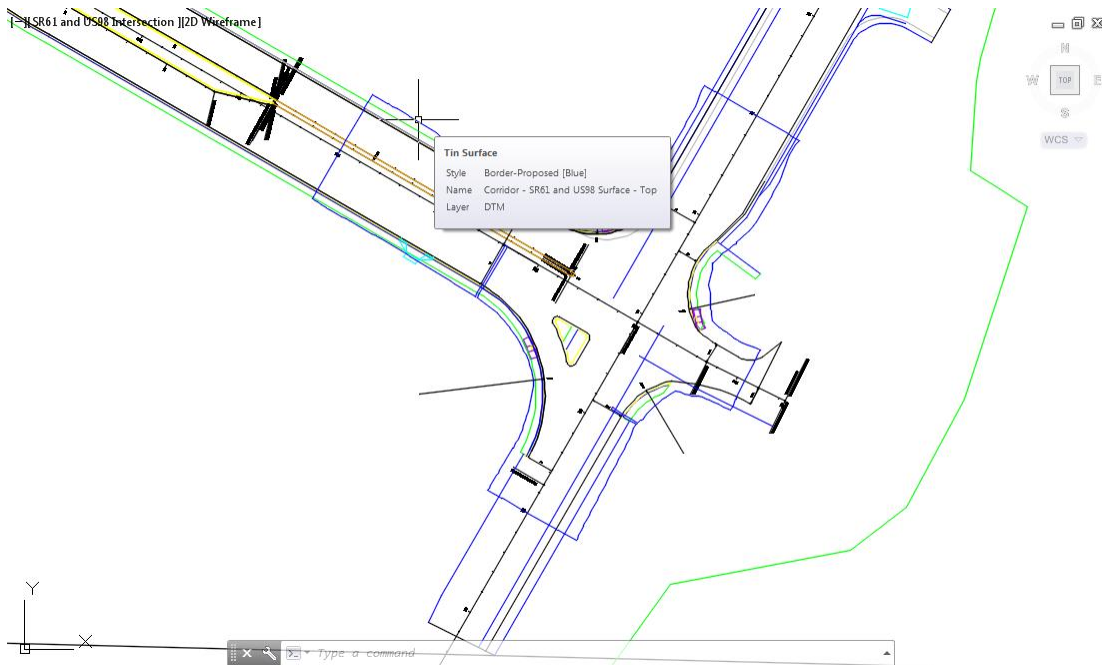 [−][SR61 and US98 Intersection ][2D Wireframe]
N
W
TOP
E
S
WCS
Tin Surface
Style Border-Proposed [Blue]
Name Corridor - SR61 and US98 Surface - Top
Layer DTM
Y
X
Type a command